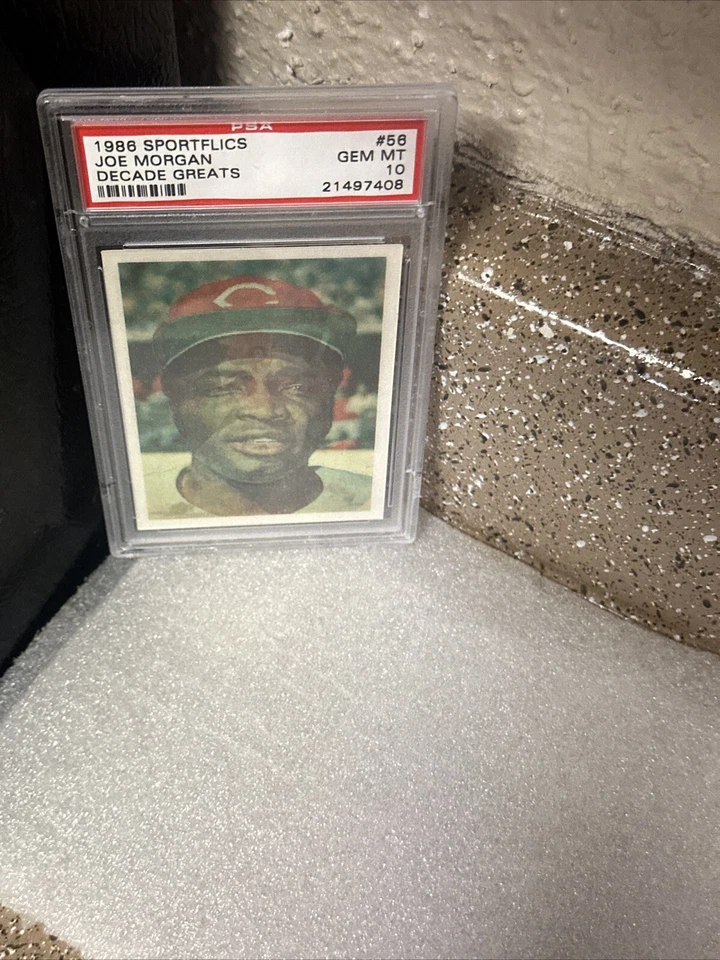 PSA
1986 SPORTFLICS #56
JOE MORGAN GEM MT
DECADE GREATS 10
21497408
C